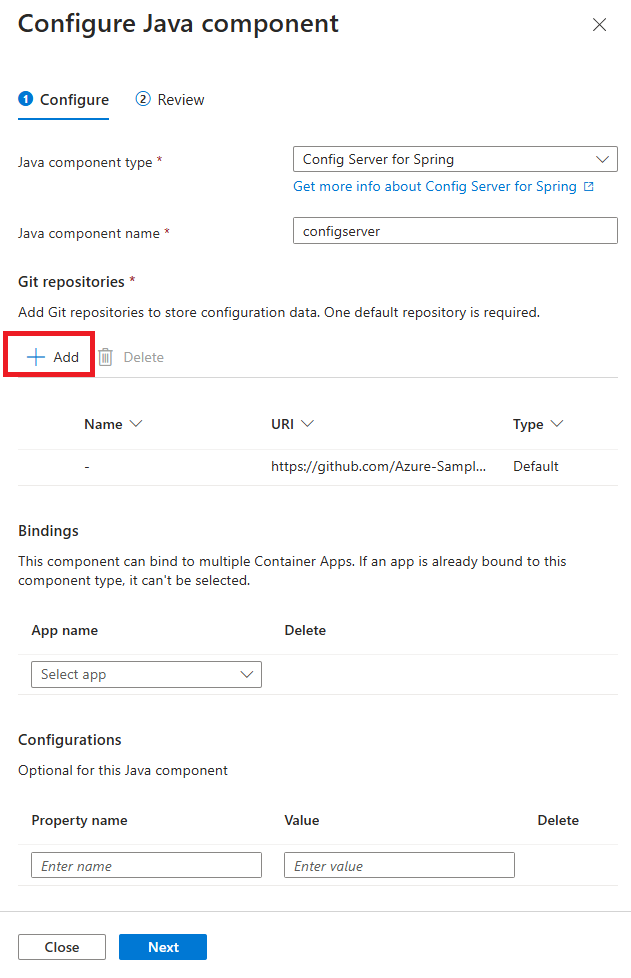 Configure Java component
1 Configure
2 Review
Java component type *
Config Server for Spring
Get more info about Config Server for Spring
Java component name *
configserver
Git repositories *
Add Git repositories to store configuration data. One default repository is required.
Add
Delete
Name
URI
Type
-
https://github.com/Azure-Sampl...
Default
Bindings
This component can bind to multiple Container Apps. If an app is already bound to this
component type, it can't be selected.
App name
Delete
Select app
Configurations
Optional for this Java component
Property name
Value
Delete
Enter name
Enter value
Close
Next